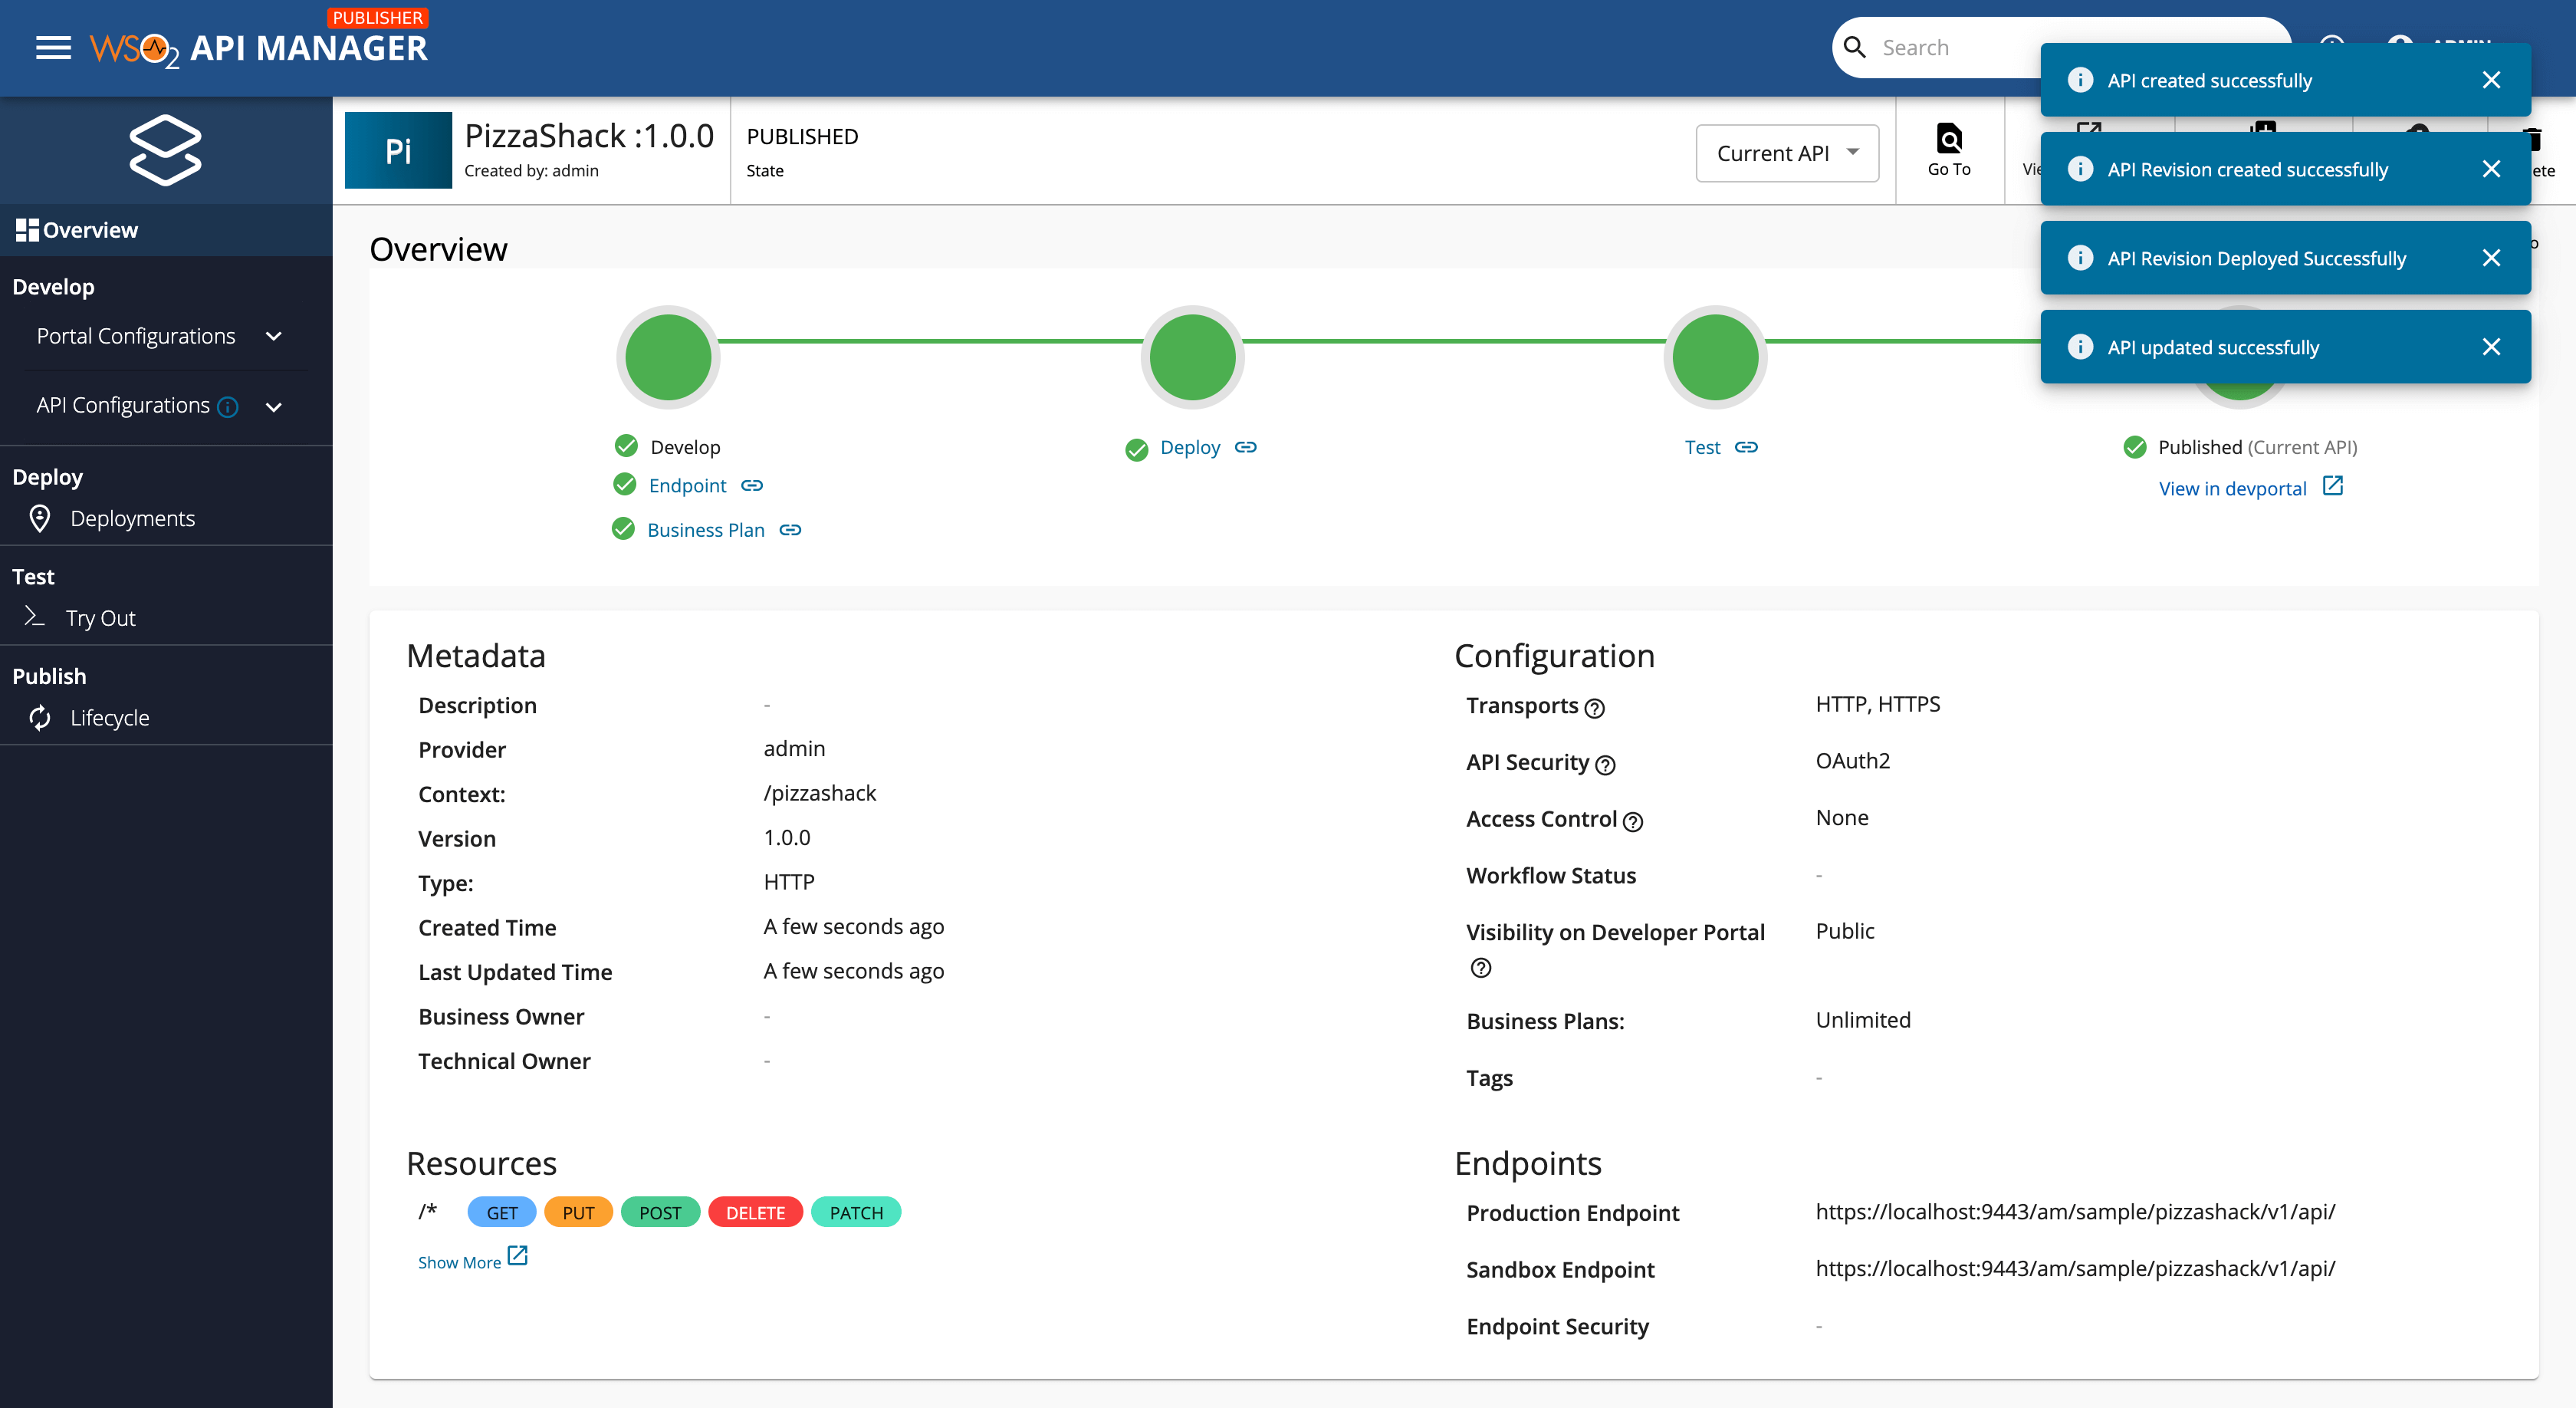 PUBLISHER
WSO2 API MANAGER
Search
API created successfully
Pi
PizzaShack :1.0.0
Created by: admin
PUBLISHED
State
Current API
Go To
API Revision created successfully
Overview
Develop
Portal Configurations
API Configurations
Deploy
Deployments
Test
Try Out
Publish
Lifecycle
Overview
API Revision Deployed Successfully
API updated successfully
Develop
Endpoint
Business Plan
Deploy
Test
Published (Current API)
View in devportal
Metadata
Description -
Provider admin
Context: /pizzashack
Version 1.0.0
Type: HTTP
Created Time A few seconds ago
Last Updated Time A few seconds ago
Business Owner -
Technical Owner -
Configuration
Transports HTTP, HTTPS
API Security OAuth2
Access Control None
Workflow Status -
Visibility on Developer Portal Public
Business Plans: Unlimited
Tags -
Resources
/* GET PUT POST DELETE PATCH
Show More
Endpoints
Production Endpoint https://localhost:9443/am/sample/pizzashack/v1/api/
Sandbox Endpoint https://localhost:9443/am/sample/pizzashack/v1/api/
Endpoint Security -